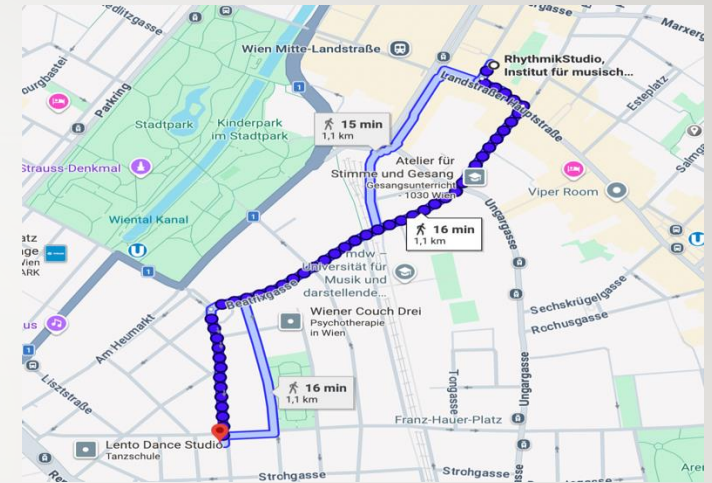 gasse
Marxerg
Wien Mitte-Landstraße
RhythmikStudio,
Institut für musisch...
Parkring
Landstraßer Hauptstraße
Esteplatz
15 min
1,1 km
Stadtpark
Kinderpark
im Stadtpark
Strauss-Denkmal
Atelier für
Stimme und Gesang
Gesangsunterricht
- 1030 Wien
Viper Room
Wiental Kanal
Ungargasse
16 min
1,1 km
mdw -
Universität für
Musik und
darstellende...
Beatrixgasse
Wiener Couch Drei
Psychotherapie
in Wien
Sechskrügelgasse
Rochusgasse
Am Heumarkt
Ungargasse
Lisztstraße
16 min
1,1 km
Tongasse
Franz-Hauer-Platz
Lento Dance Studio
Tanzschule
Strohgasse
Strohgasse